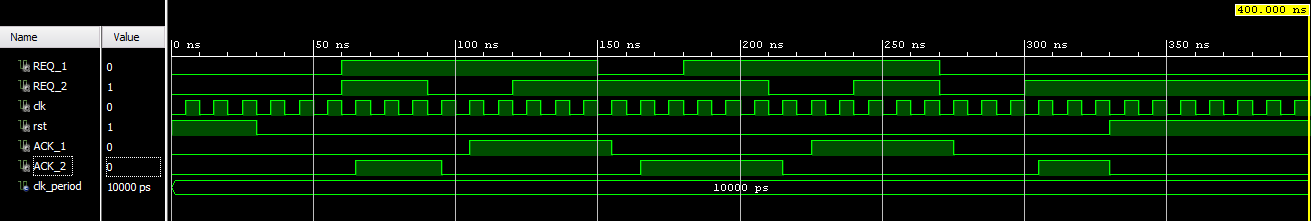 400.000 ns
Name Value
0 ns 50 ns 100 ns 150 ns 200 ns 250 ns 300 ns 350 ns
REQ_1 0
REQ_2 1
clk 0
rst 1
ACK_1 0
ACK_2 0
clk_period 10000 ps 10000 ps